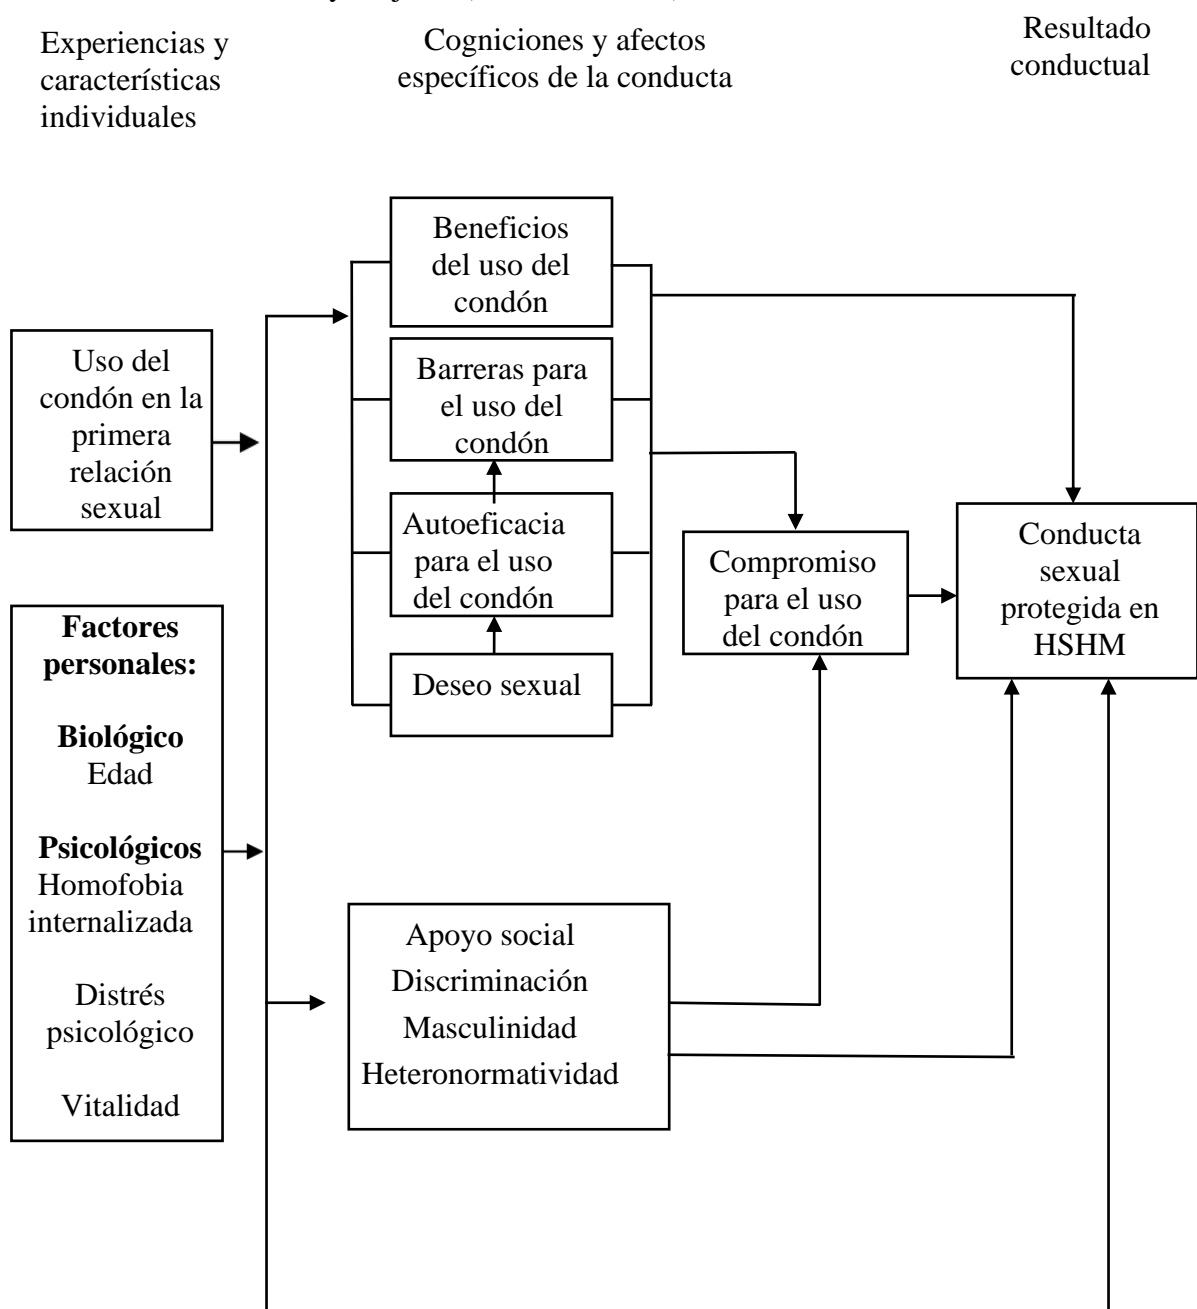 Experiencias y
características
individuales
Cogniciones y afectos
específicos de la conducta
Resultado
conductual
Beneficios
del uso del
condón
Uso del
condón en la
primera
relación
sexual
Barreras para
el uso del
condón
Autoeficacia
para el uso
del condón
Deseo sexual
Compromiso
para el uso
del condón
Conducta
sexual
protegida en
HSHM
Factores
personales:
Biológico
Edad
Psicológicos
Homofobia
internalizada
Distrés
psicológico
Vitalidad
Apoyo social
Discriminación
Masculinidad
Heteronormatividad